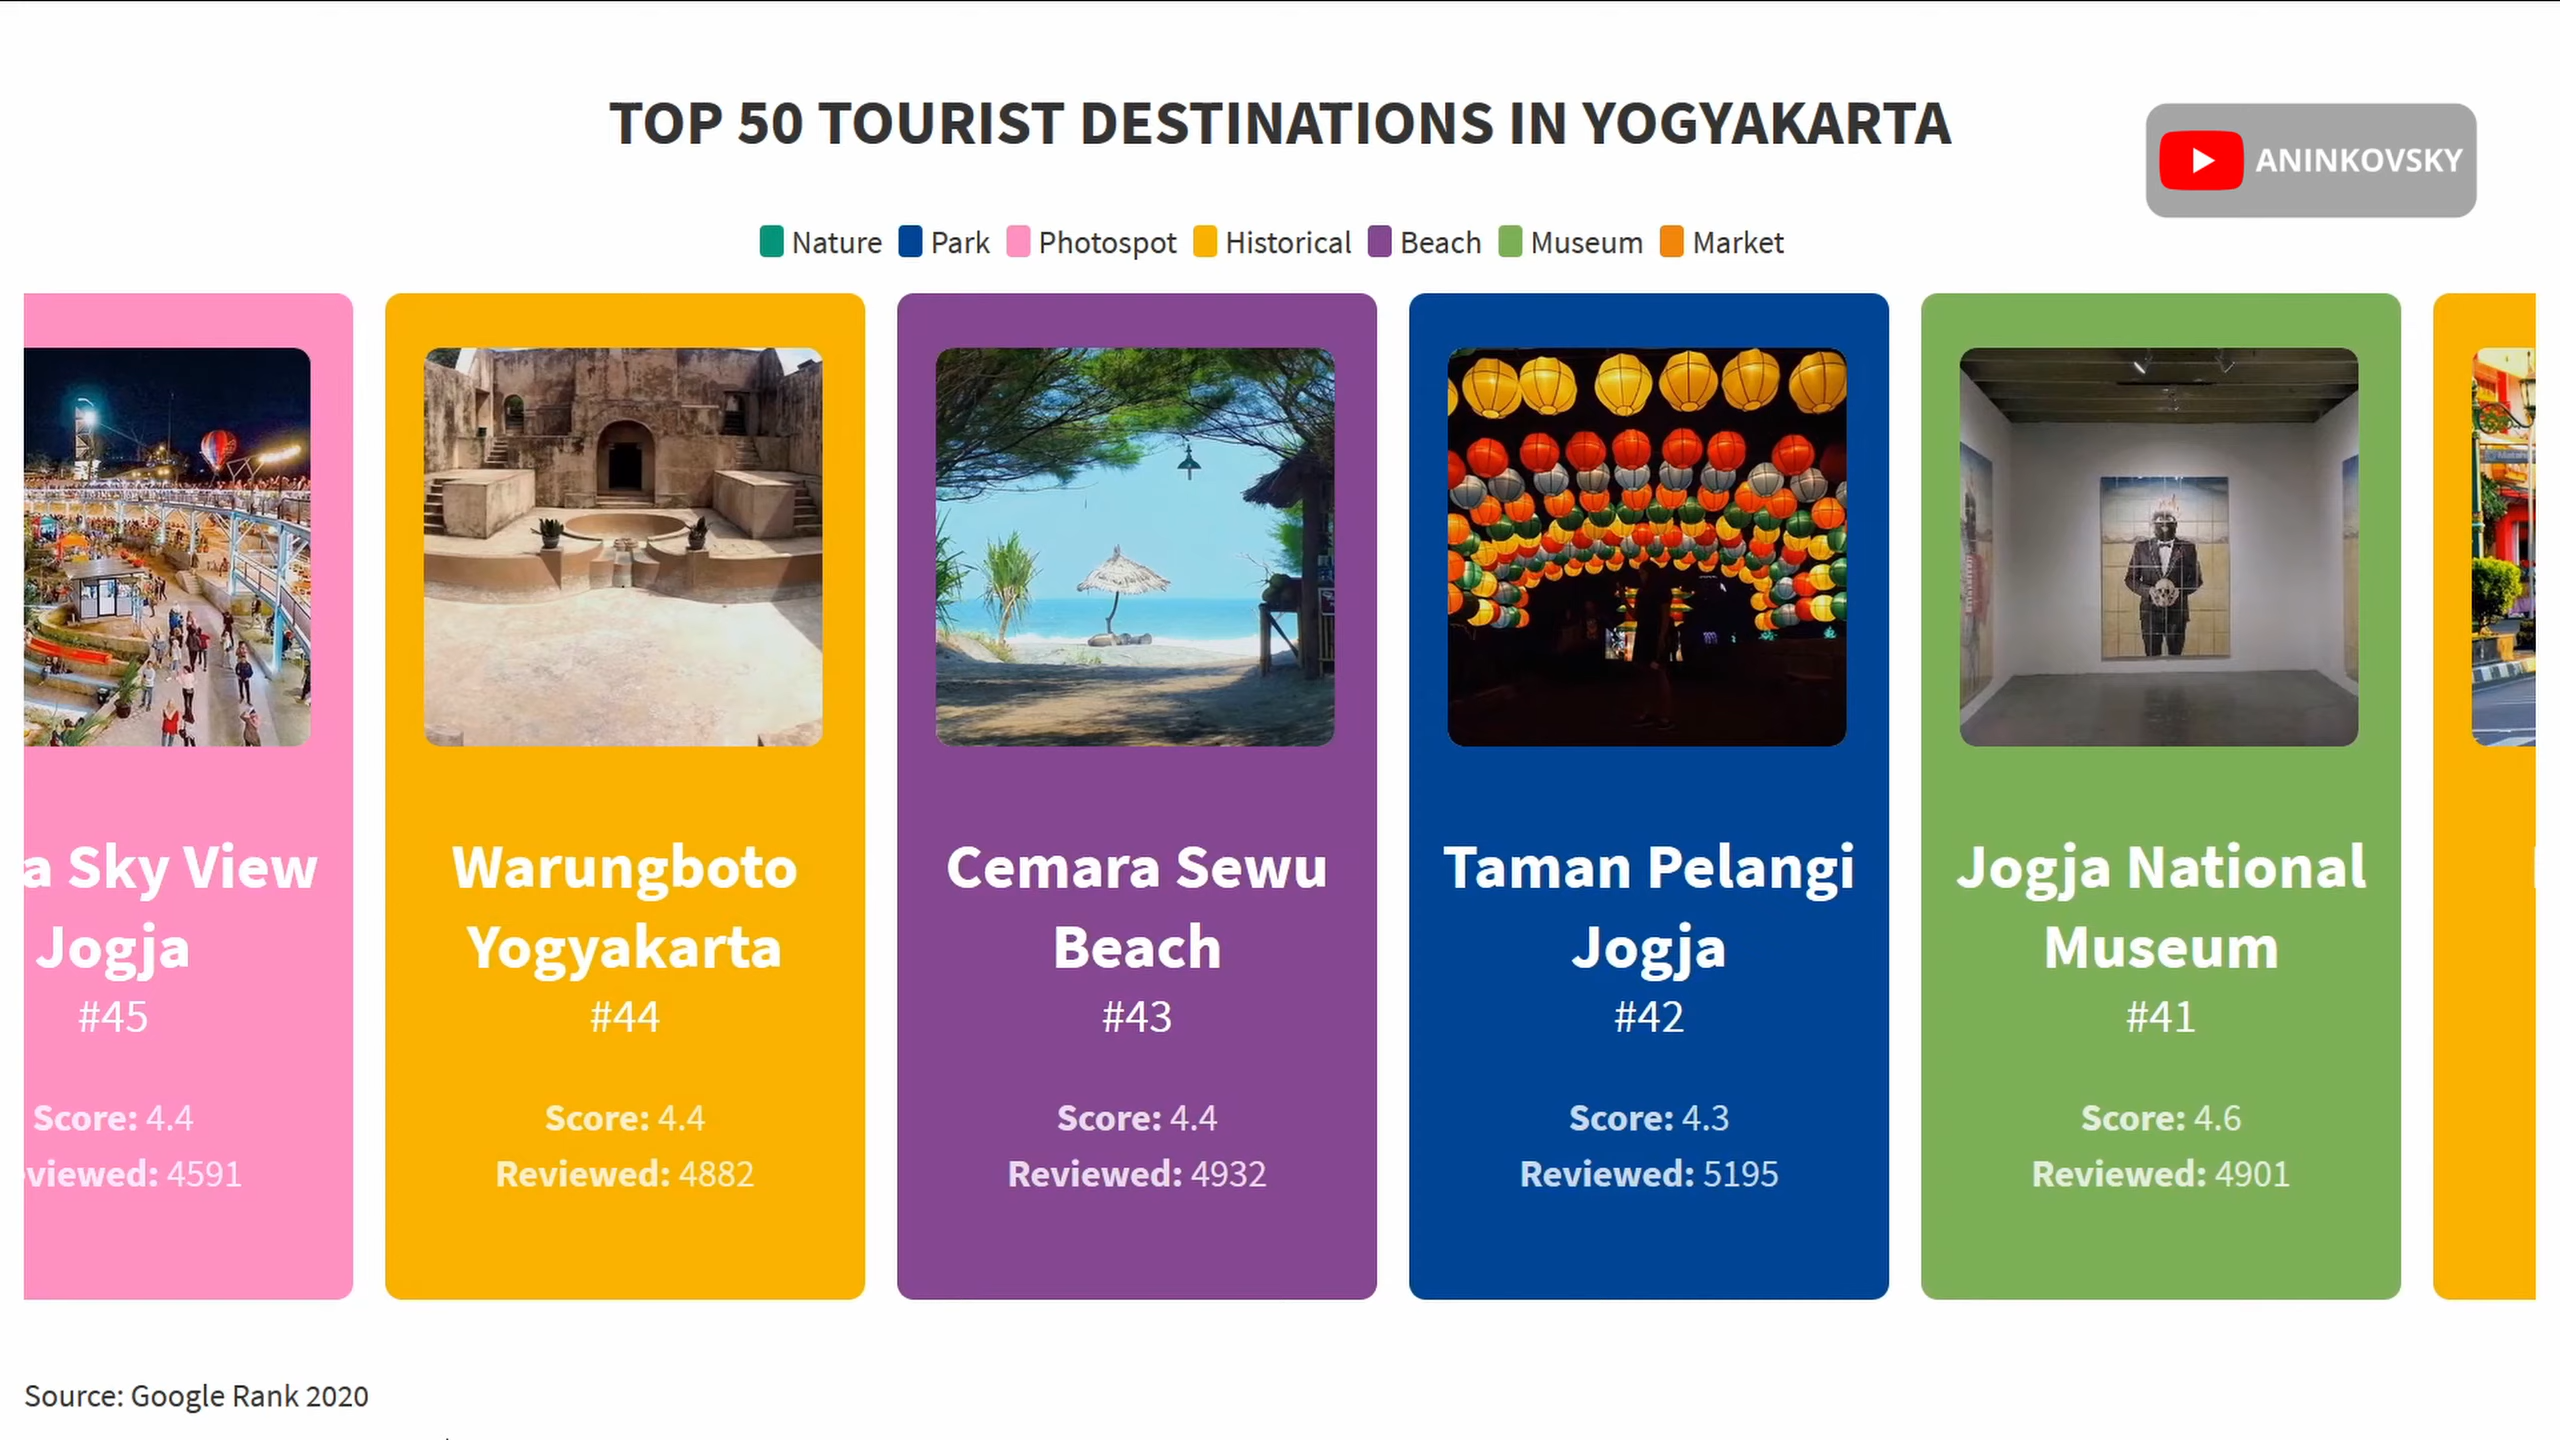 TOP 50 TOURIST DESTINATIONS IN YOGYAKARTA
ANINKOVSKY
Nature Park Photospot Historical Beach Museum Market
a Sky View
Jogja
#45
Score: 4.4
viewed: 4591
Warungboto
Yogyakarta
#44
Score: 4.4
Reviewed: 4882
Cemara Sewu
Beach
#43
Score: 4.4
Reviewed: 4932
Taman Pelangi
Jogja
#42
Score: 4.3
Reviewed: 5195
Jogja National
Museum
#41
Score: 4.6
Reviewed: 4901
Source: Google Rank 2020